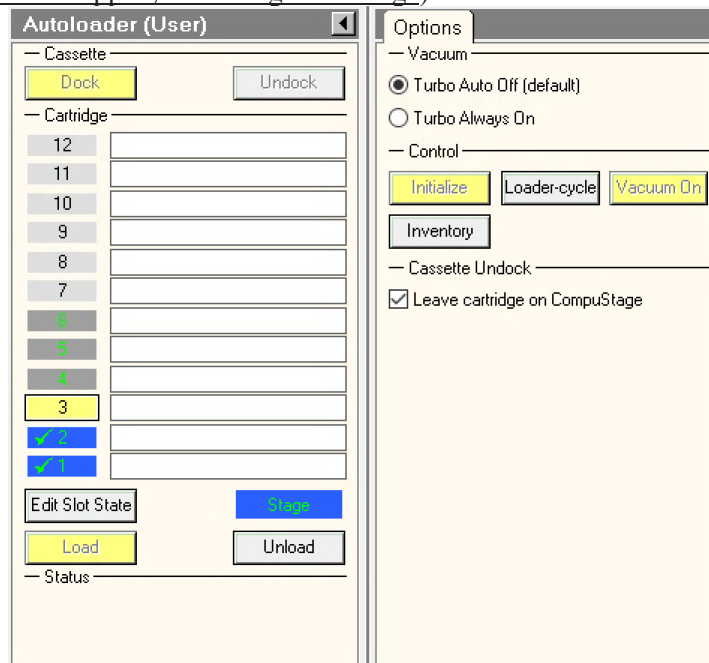 Autoloader (User)
Cassette
Dock
Undock
Cartridge
12
11
10
9
8
7
6
5
4
3
2
1
Edit Slot State
Stage
Load
Unload
Status
Options
Vacuum
Turbo Auto Off (default)
Turbo Always On
Control
Initialize
Loader-cycle
Vacuum On
Inventory
Cassette Undock
Leave cartridge on CompuStage